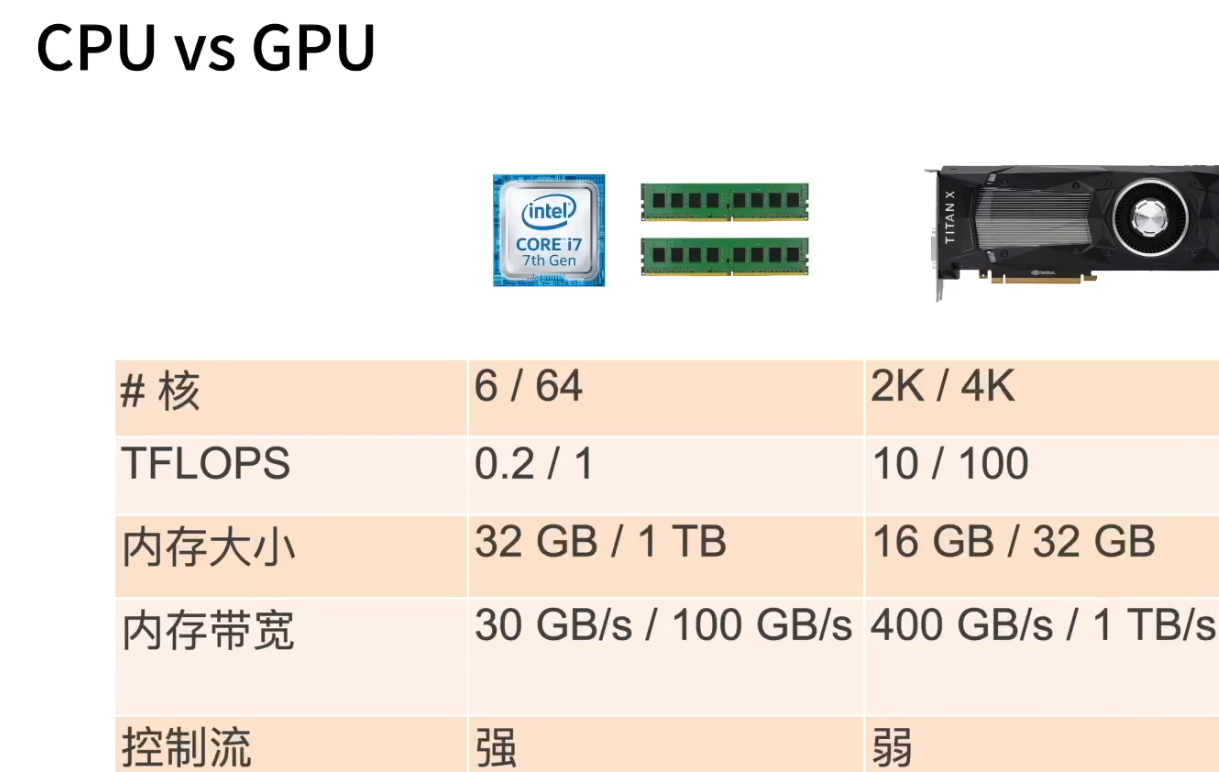 CPU vs GPU
intel
CORE i7
7th Gen
TITAN X
NVIDIA.
# 核 6 / 64 2K / 4K
TFLOPS 0.2 / 1 10 / 100
内存大小 32 GB / 1 TB 16 GB / 32 GB
内存带宽 30 GB/s / 100 GB/s 400 GB/s / 1 TB/s
控制流 强 弱